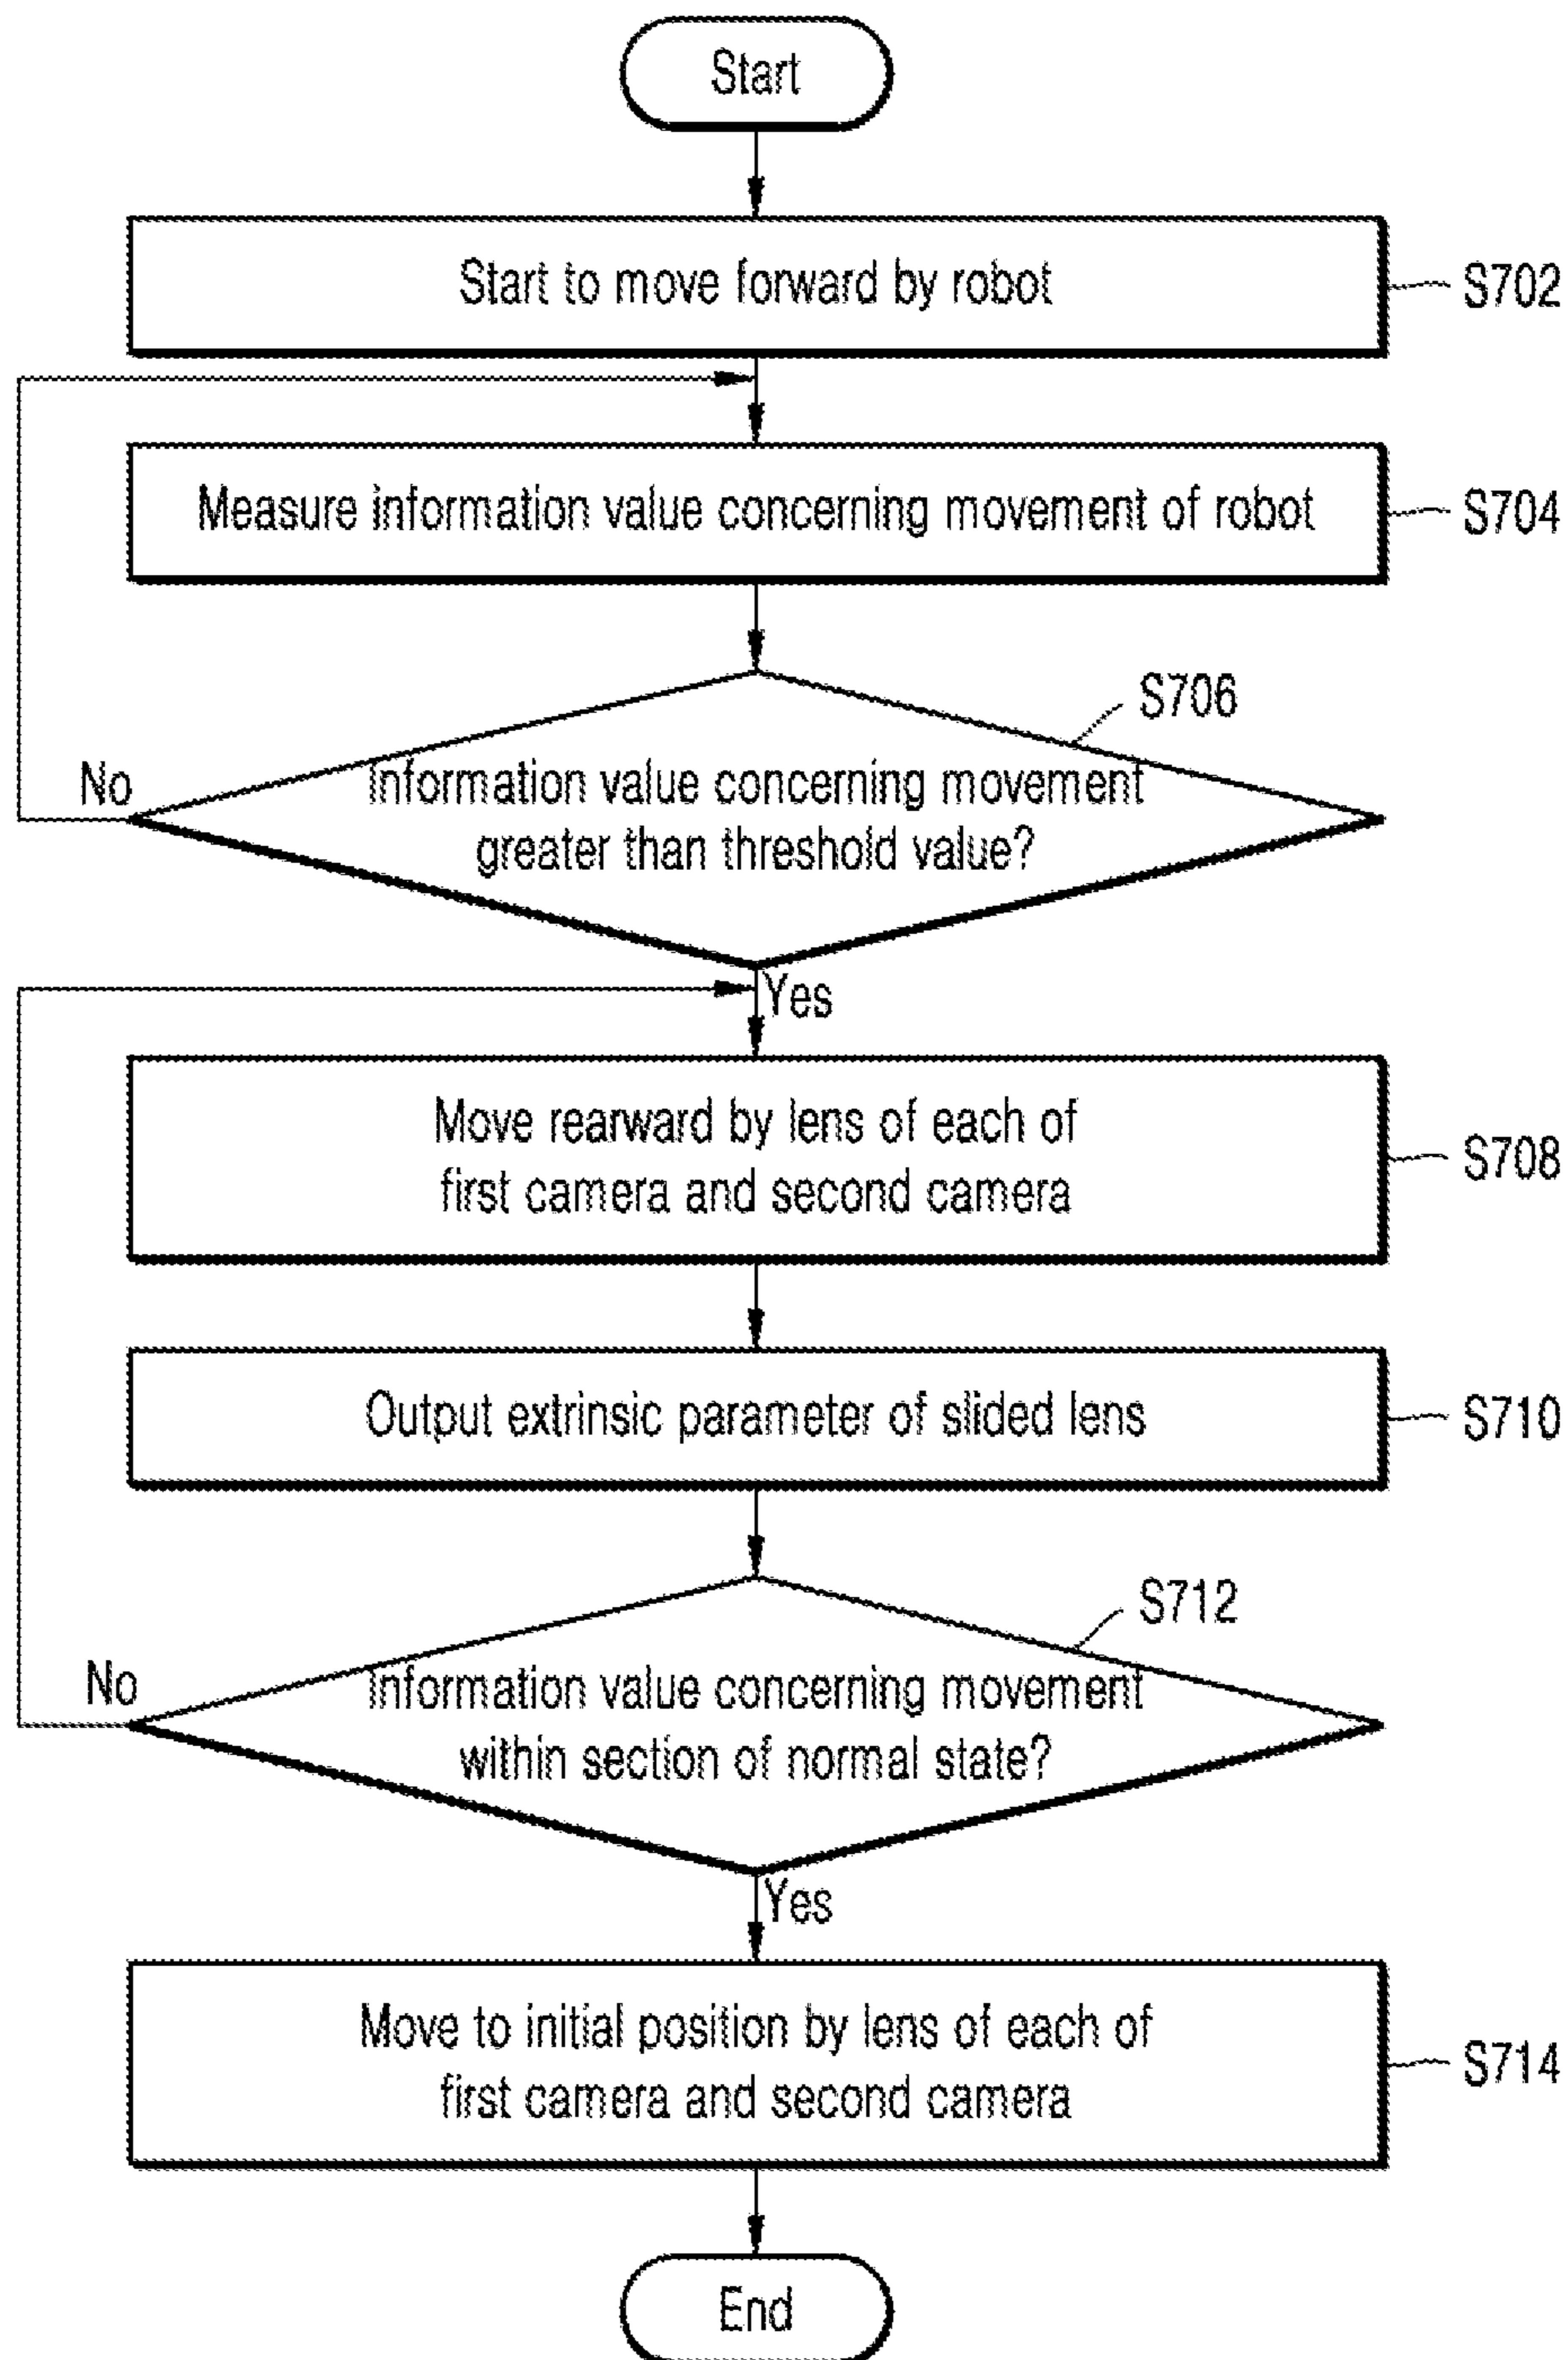 Start
Start to move forward by robot
S702
Measure information value concerning movement of robot
S704
S706
No
Information value concerning movement
greater than threshold value?
Yes
Move rearward by lens of each of
first camera and second camera
S708
Output extrinsic parameter of slided lens
S710
S712
No
Information value concerning movement
within section of normal state?
Yes
Move to initial position by lens of each of
first camera and second camera
S714
End